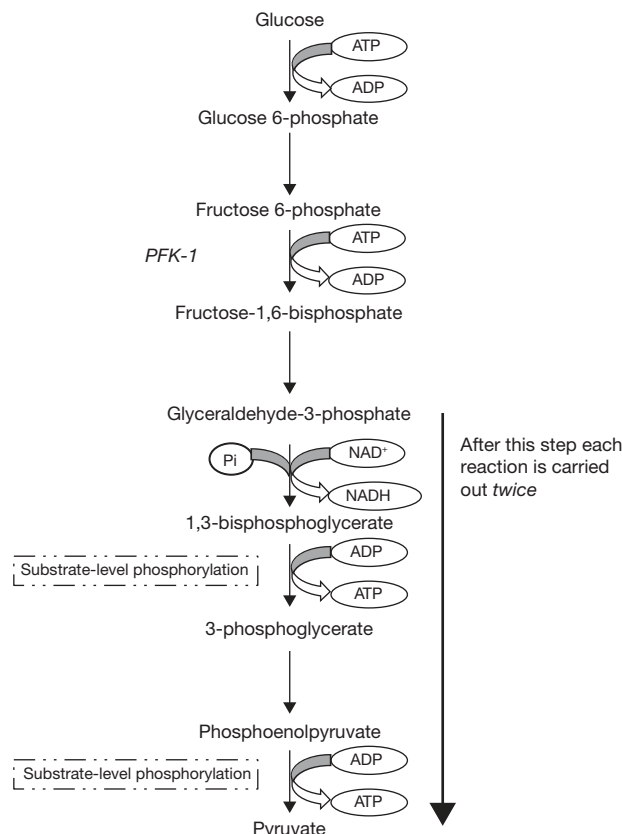 Glucose
ATP
ADP
Glucose 6-phosphate
Fructose 6-phosphate
ATP
PFK-1
ADP
Fructose-1,6-bisphosphate
Glyceraldehyde-3-phosphate
After this step each
reaction is carried
out twice
Pi
NAD⁺
NADH
1,3-bisphosphoglycerate
ADP
Substrate-level phosphorylation
ATP
3-phosphoglycerate
Phosphoenolpyruvate
ADP
Substrate-level phosphorylation
ATP
Pyruvate